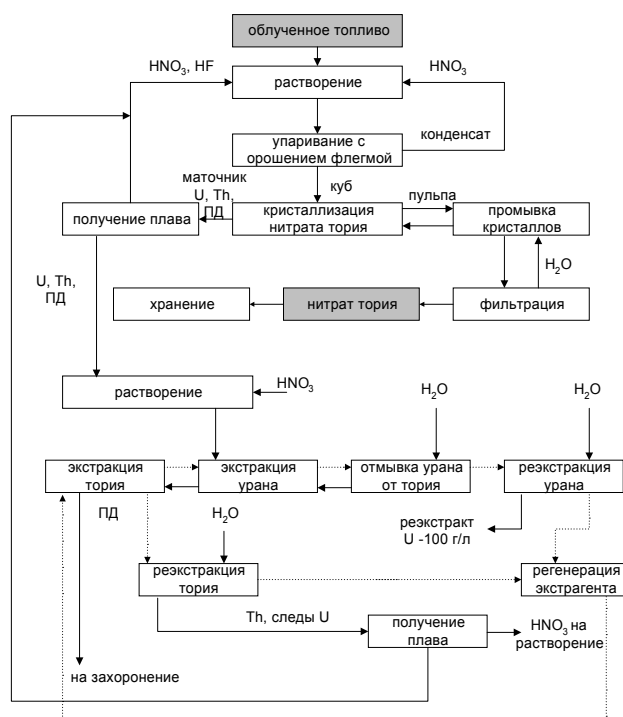 облученное топливо
HNO3, HF
HNO3
растворение
упаривание с
орошением флегмой
конденсат
куб
маточник
U, Th,
ПД
пульпа
получение плава
кристаллизация
нитрата тория
промывка
кристаллов
H2O
U, Th,
ПД
хранение
нитрат тория
фильтрация
растворение
HNO3
H2O
H2O
экстракция
тория
экстракция
урана
отмывка урана
от тория
реэкстракция
урана
ПД
H2O
реэкстракт
U -100 г/л
реэкстракция
тория
регенерация
экстрагента
Th, следы U
получение
плава
HNO3 на
растворение
на захоронение